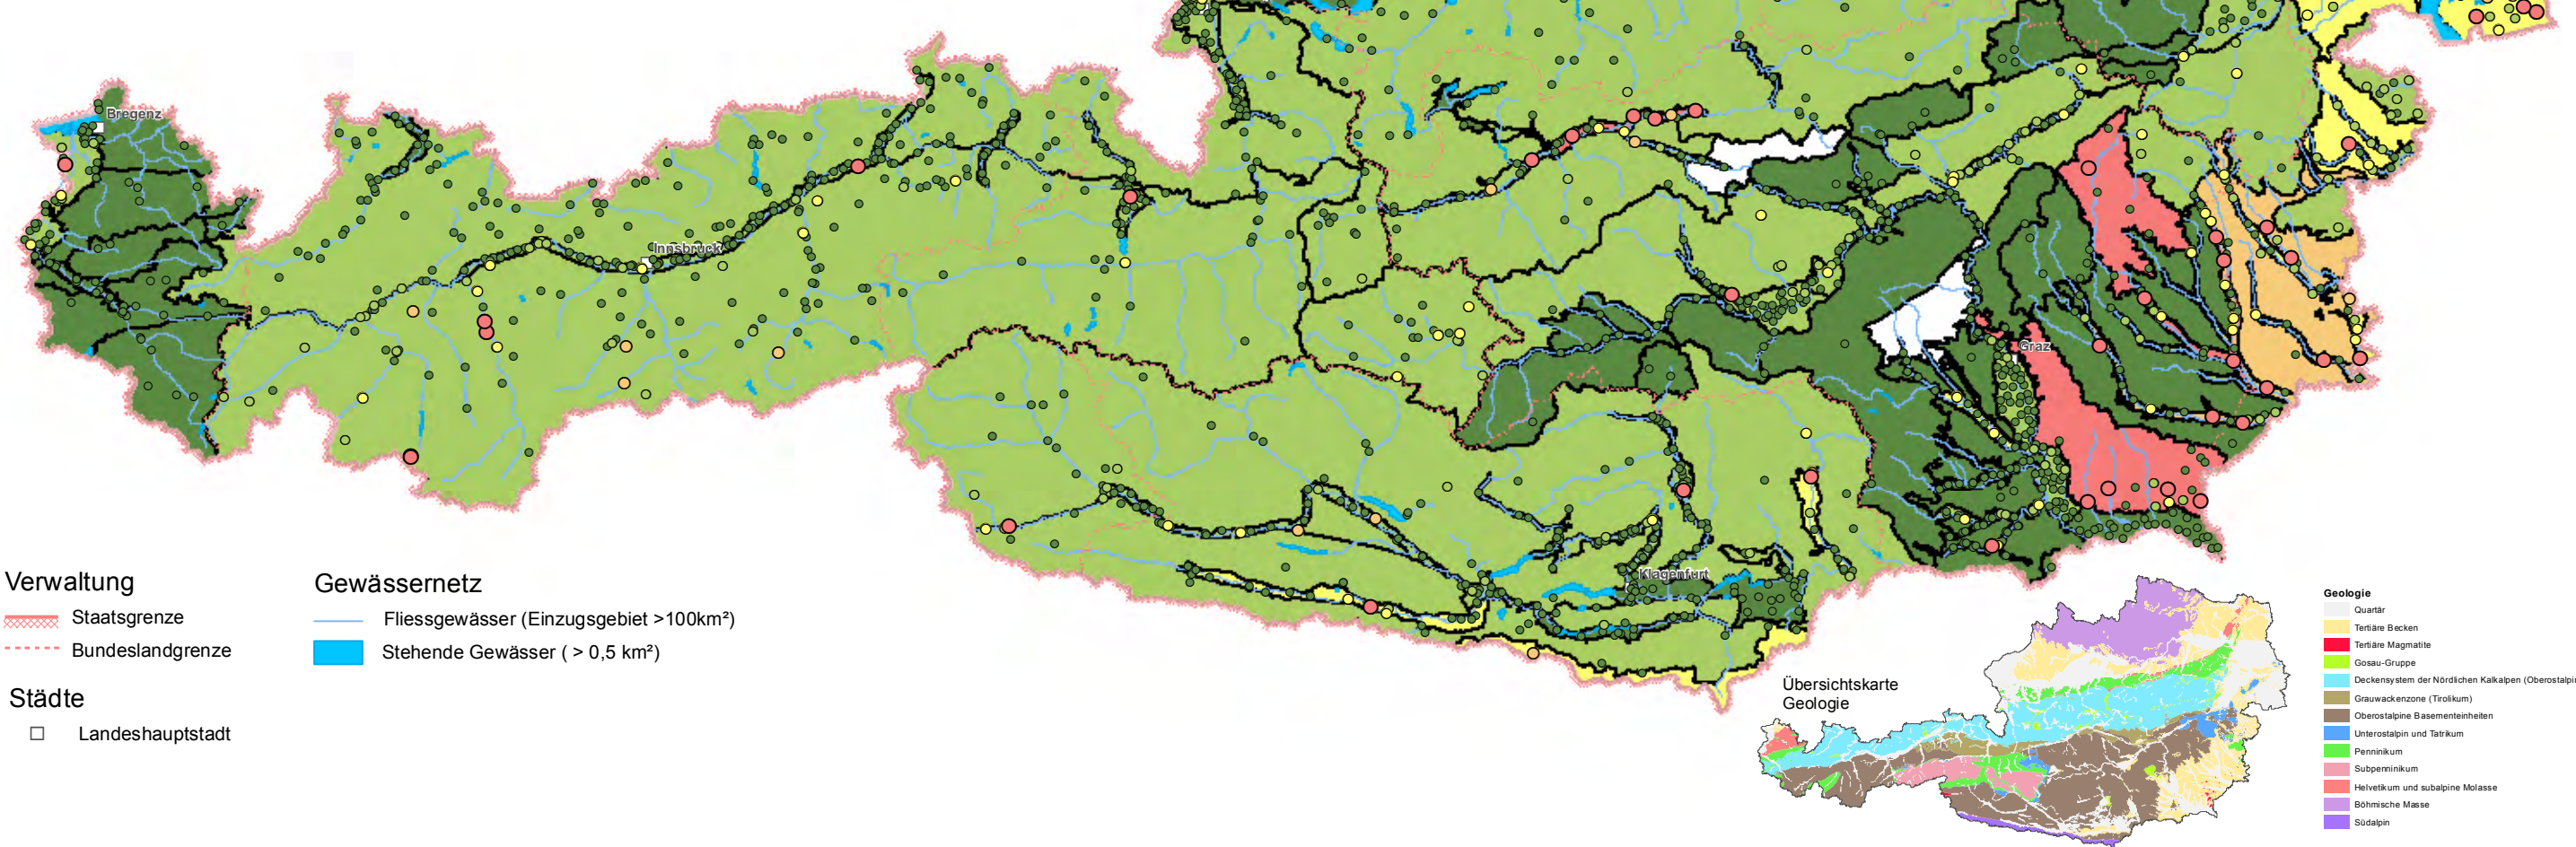 Bregenz
Innsbruck
Graz
Klagenfurt
Verwaltung
Staatsgrenze
Bundeslandgrenze
Städte
Landeshauptstadt
Gewässernetz
Fliessgewässer (Einzugsgebiet >100km²)
Stehende Gewässer ( > 0,5 km²)
Übersichtskarte
Geologie
Geologie
Quartär
Tertiäre Becken
Tertiäre Magmatite
Gosau-Gruppe
Deckensystem der Nördlichen Kalkalpen (Oberostalpin
Grauwackenzone (Tirolikum)
Oberostalpine Basementeinheiten
Unterostalpin und Tatrikum
Penninikum
Subpenninikum
Helvetikum und subalpine Molasse
Böhmische Masse
Südalpin